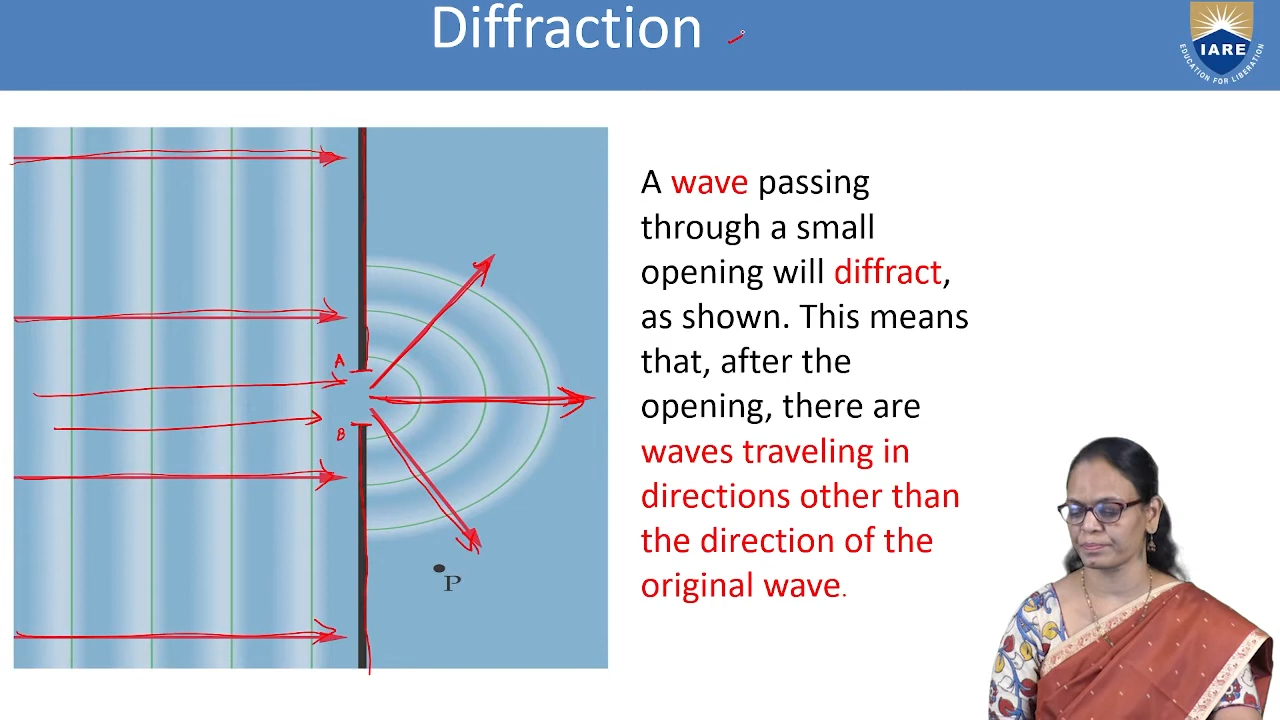 Diffraction
IARE
EDUCATION FOR LIBERATION
A wave passing
through a small
opening will diffract,
as shown. This means
that, after the
opening, there are
waves traveling in
directions other than
the direction of the
original wave.
A
B
P